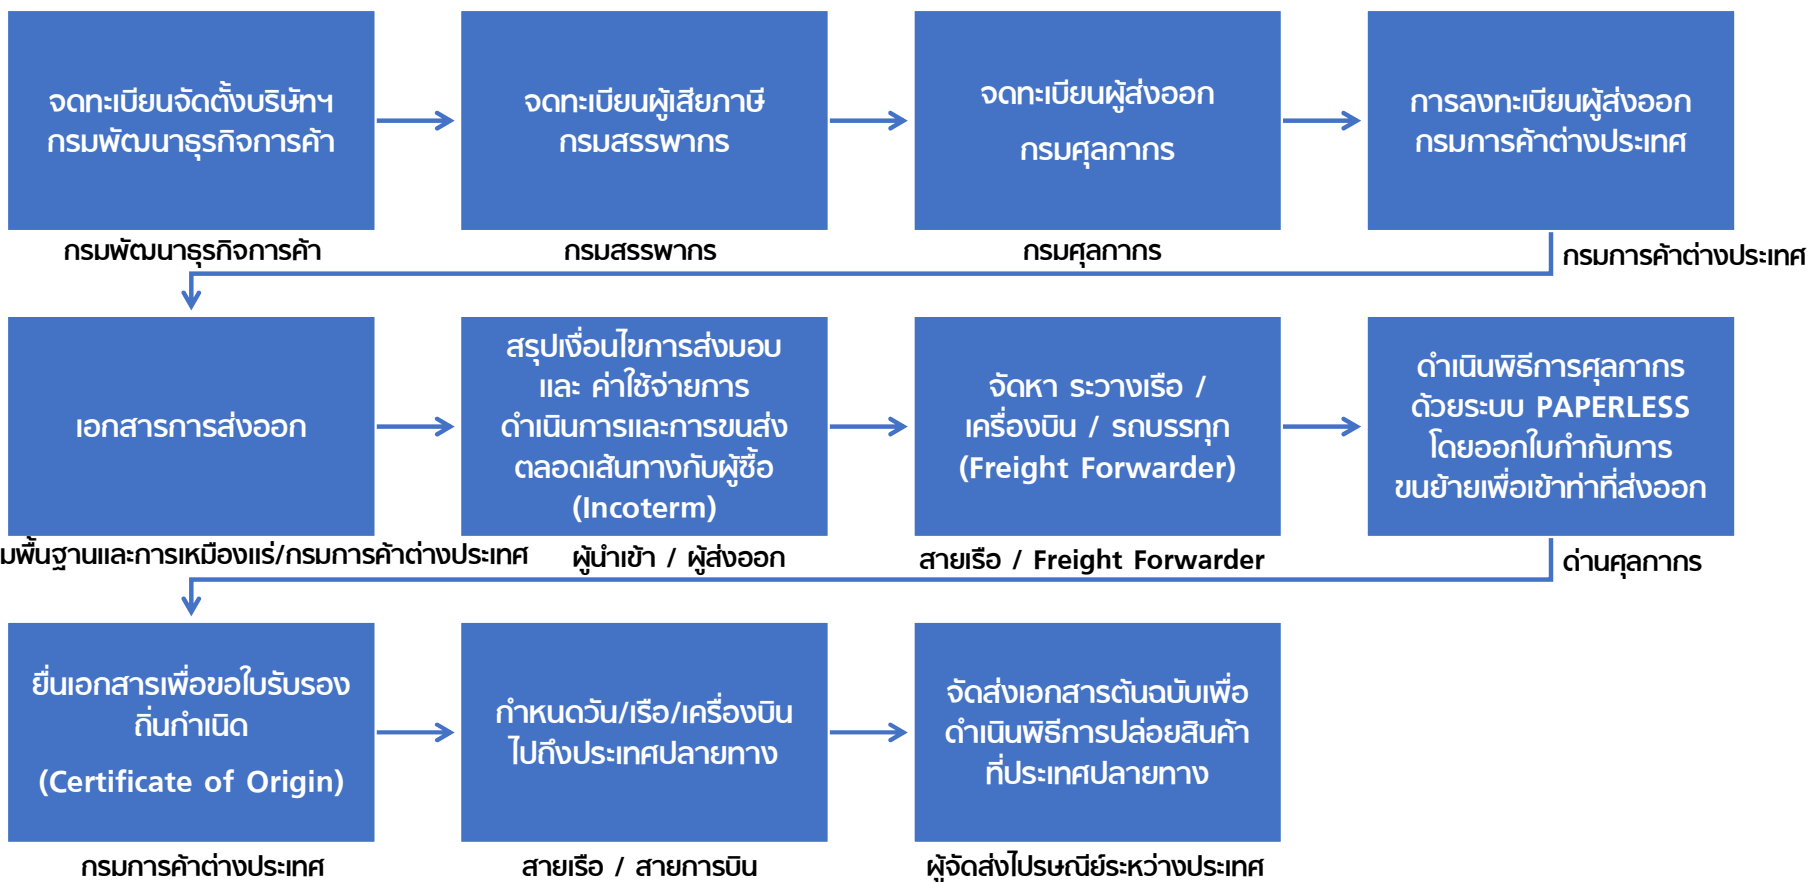 จดทะเบียนจัดตั้งบริษัทฯ
กรมพัฒนาธุรกิจการค้า
จดทะเบียนผู้เสียภาษี
กรมสรรพากร
จดทะเบียนผู้ส่งออก
กรมศุลกากร
การลงทะเบียนผู้ส่งออก
กรมการค้าต่างประเทศ
กรมพัฒนาธุรกิจการค้า
กรมสรรพากร
กรมศุลกากร
กรมการค้าต่างประเทศ
เอกสารการส่งออก
สรุปเงื่อนไขการส่งมอบ
และ ค่าใช้จ่ายการ
ดำเนินการและการขนส่ง
ตลอดเส้นทางกับผู้ซื้อ
(Incoterm)
จัดหา ระวางเรือ /
เครื่องบิน / รถบรรทุก
(Freight Forwarder)
ดำเนินพิธีการศุลกากร
ด้วยระบบ PAPERLESS
โดยออกใบกำกับการ
ขนย้ายเพื่อเข้าท่าที่ส่งออก
มพื้นฐานและการเหมืองแร่/กรมการค้าต่างประเทศ
ผู้นำเข้า / ผู้ส่งออก
สายเรือ / Freight Forwarder
ด่านศุลกากร
ยื่นเอกสารเพื่อขอใบรับรอง
ถิ่นกำเนิด
(Certificate of Origin)
กำหนดวัน/เรือ/เครื่องบิน
ไปถึงประเทศปลายทาง
จัดส่งเอกสารต้นฉบับเพื่อ
ดำเนินพิธีการปล่อยสินค้า
ที่ประเทศปลายทาง
กรมการค้าต่างประเทศ
สายเรือ / สายการบิน
ผู้จัดส่งไปรษณีย์ระหว่างประเทศ